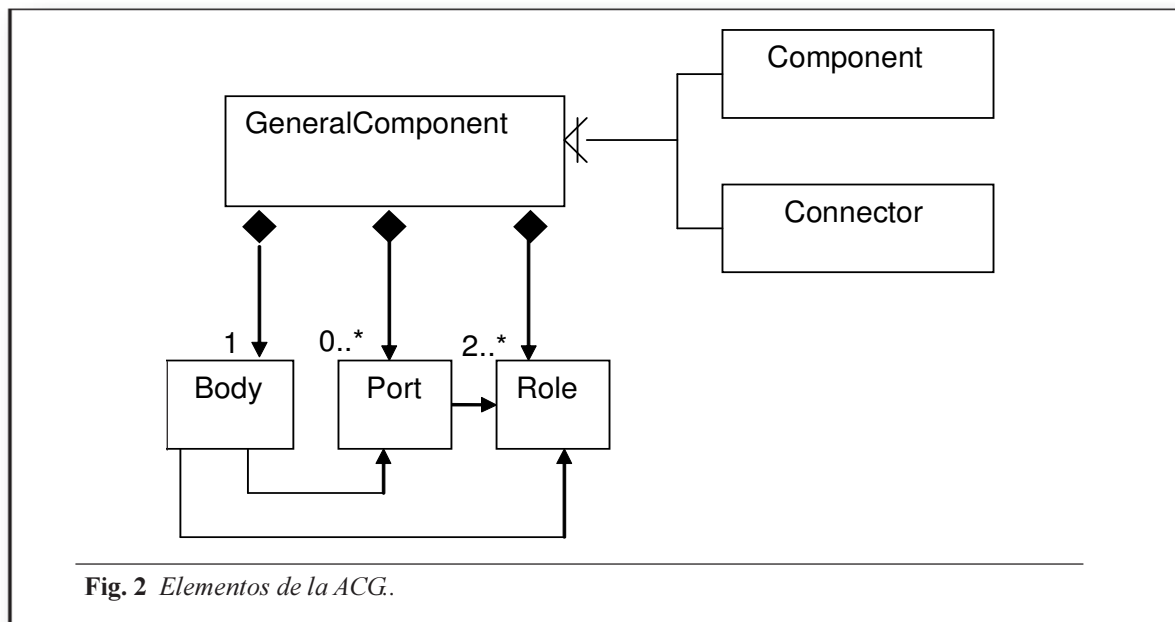 Component
GeneralComponent
Connector
1
0..*
2..*
Body
Port
Role
Fig. 2 Elementos de la ACG..